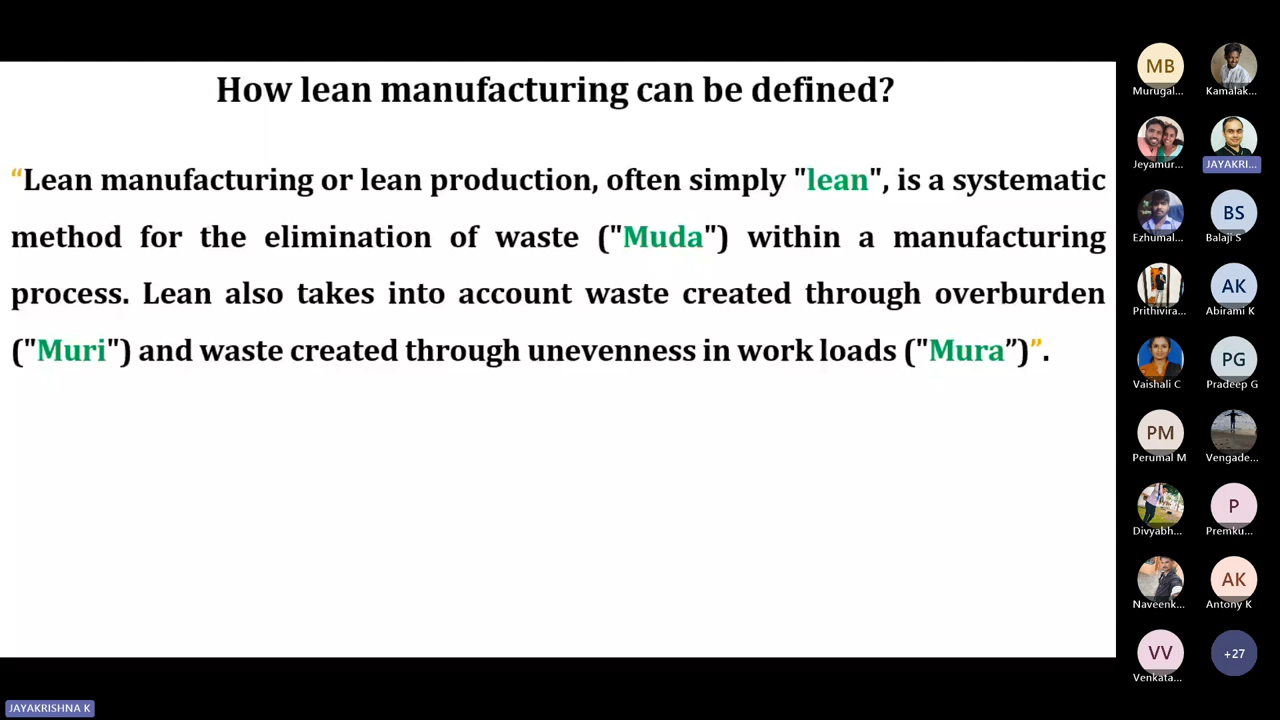 How lean manufacturing can be defined?
“Lean manufacturing or lean production, often simply "lean", is a systematic
method for the elimination of waste ("Muda") within a manufacturing
process. Lean also takes into account waste created through overburden
("Muri") and waste created through unevenness in work loads ("Mura”)”.
MB
Murugal...
Kamalak...
Jeyamur...
JAYAKRI...
Ezhumal...
BS
Balaji S
Prithivira...
AK
Abirami K
Vaishali C
PG
Pradeep G
PM
Perumal M
Vengade...
Divyabh...
P
Premku...
Naveenk...
AK
Antony K
VV
Venkata...
+27
JAYAKRISHNA K